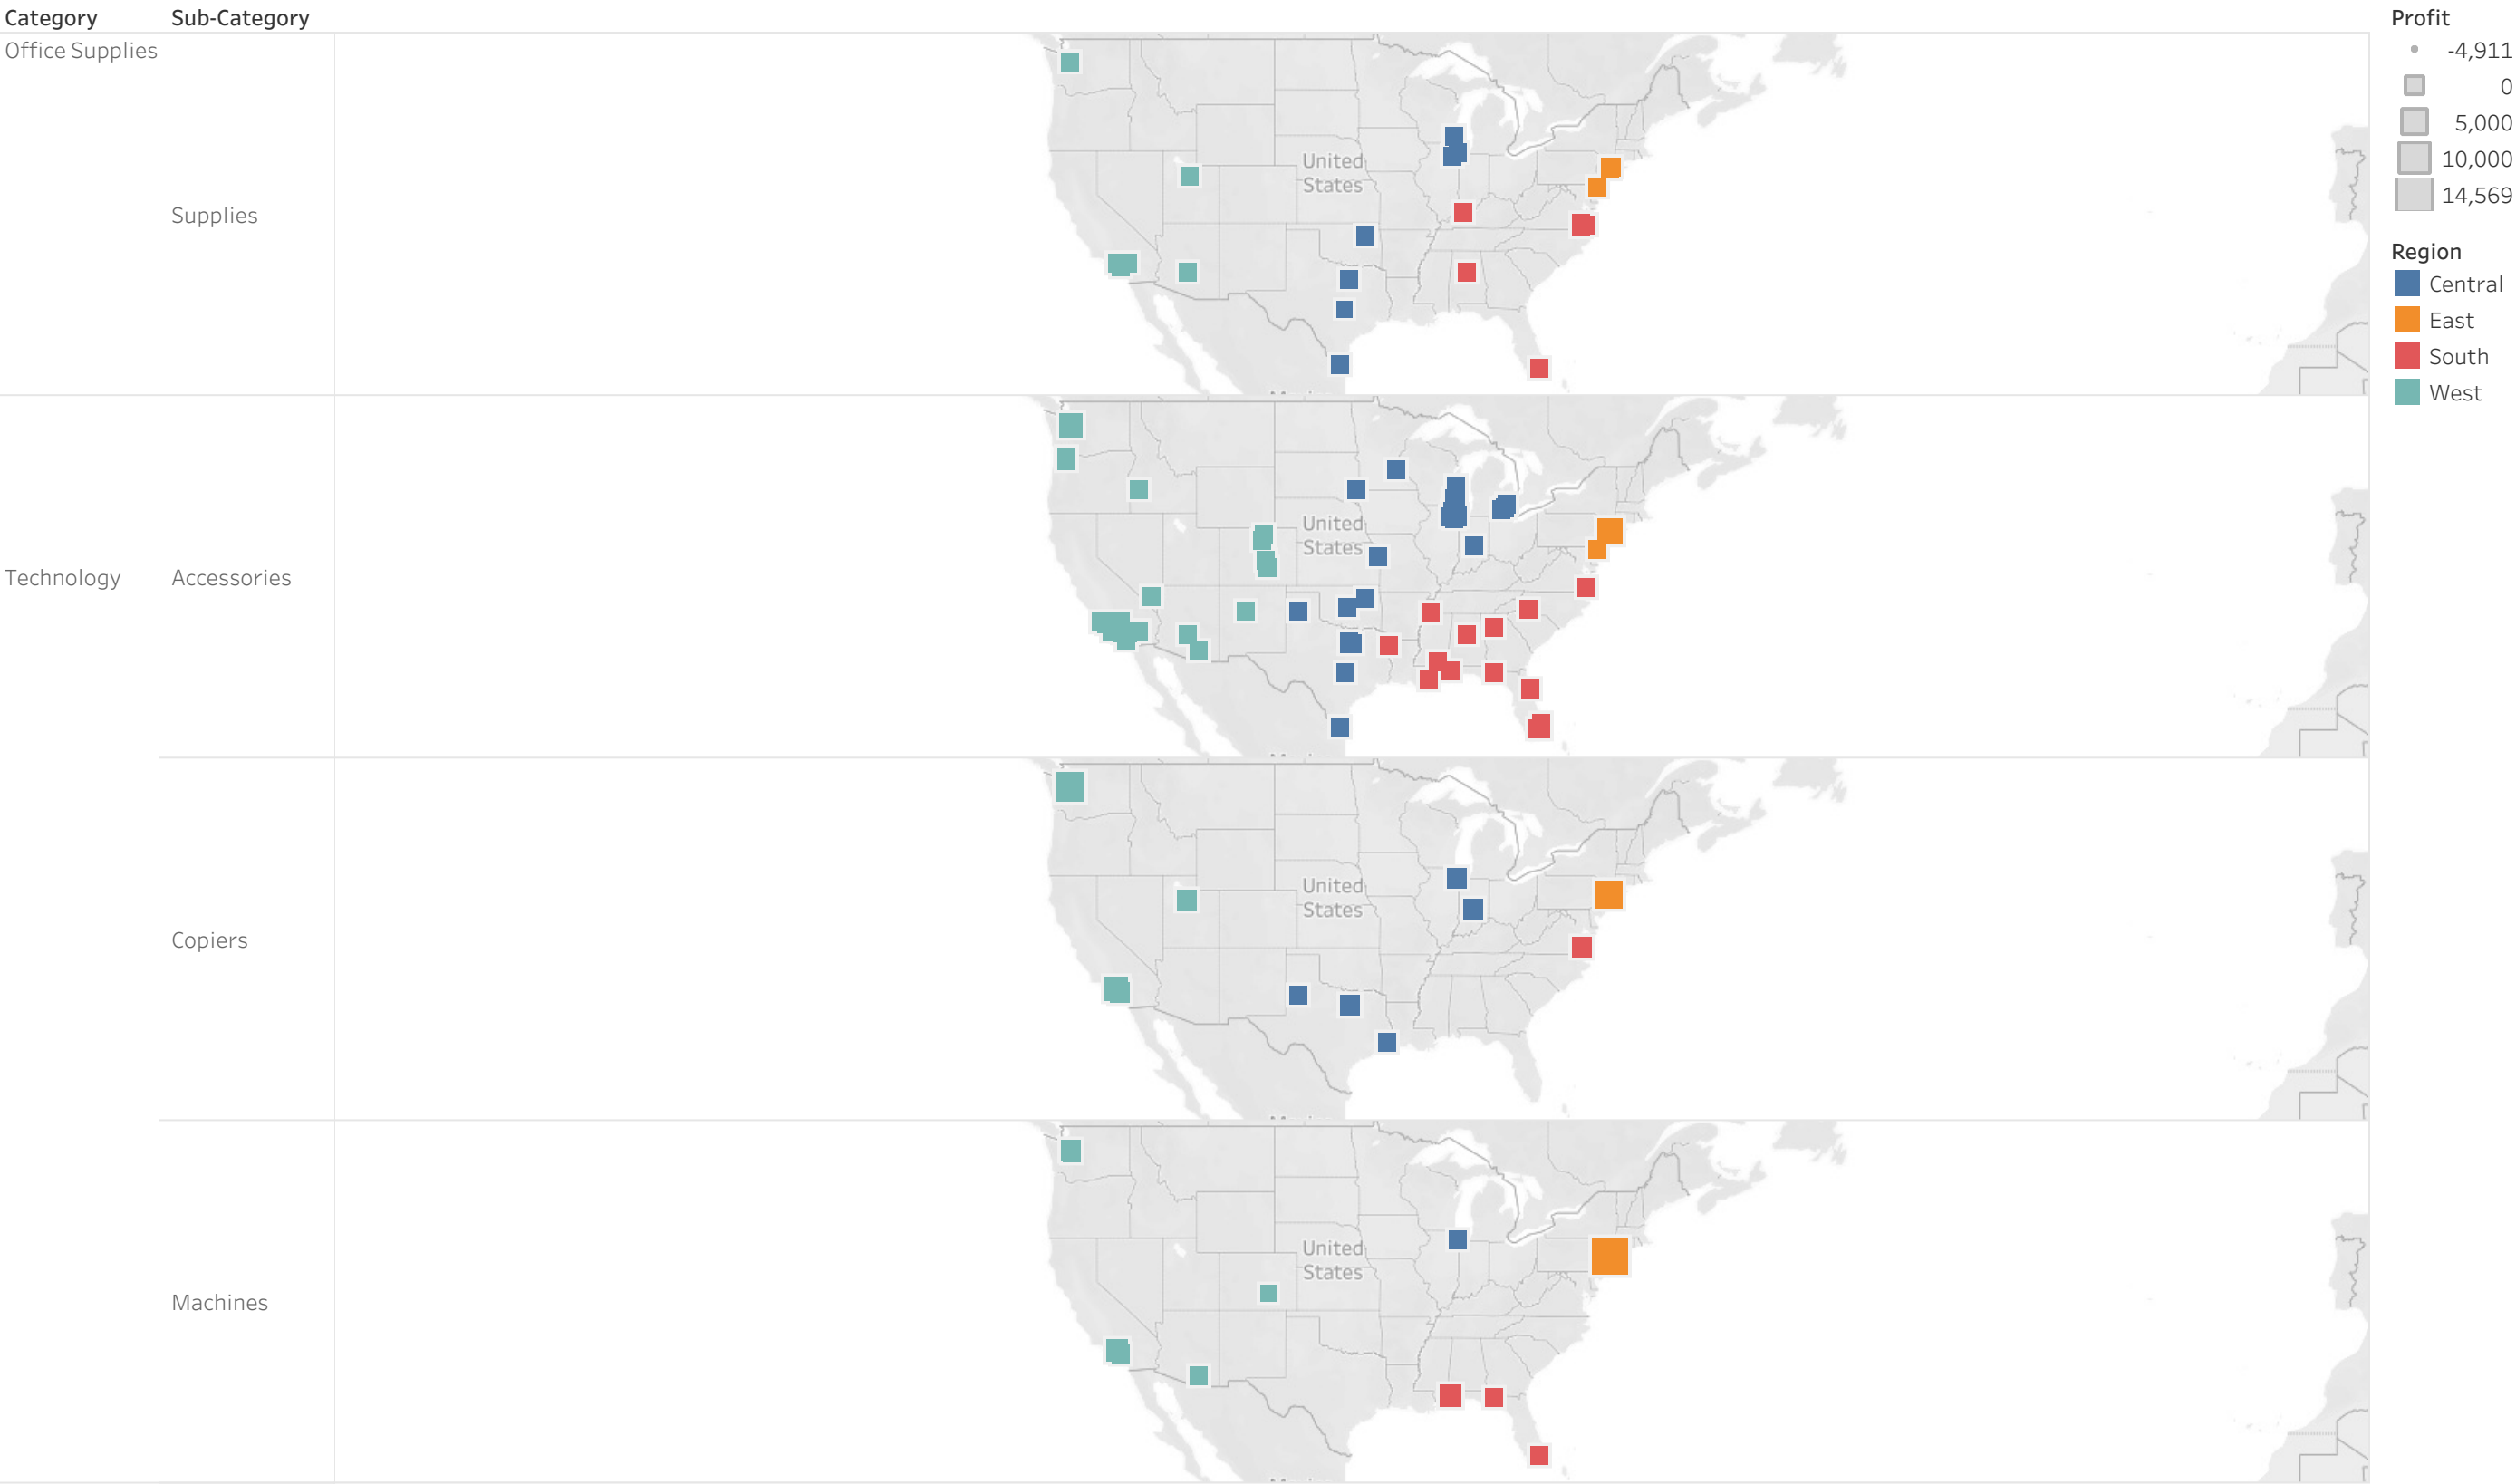 Category Sub-Category
Office Supplies
Supplies
United
States
Technology Accessories
United
States
Copiers
United
States
Machines
United
States
Profit
-4,911
0
5,000
10,000
14,569
Region
Central
East
South
West